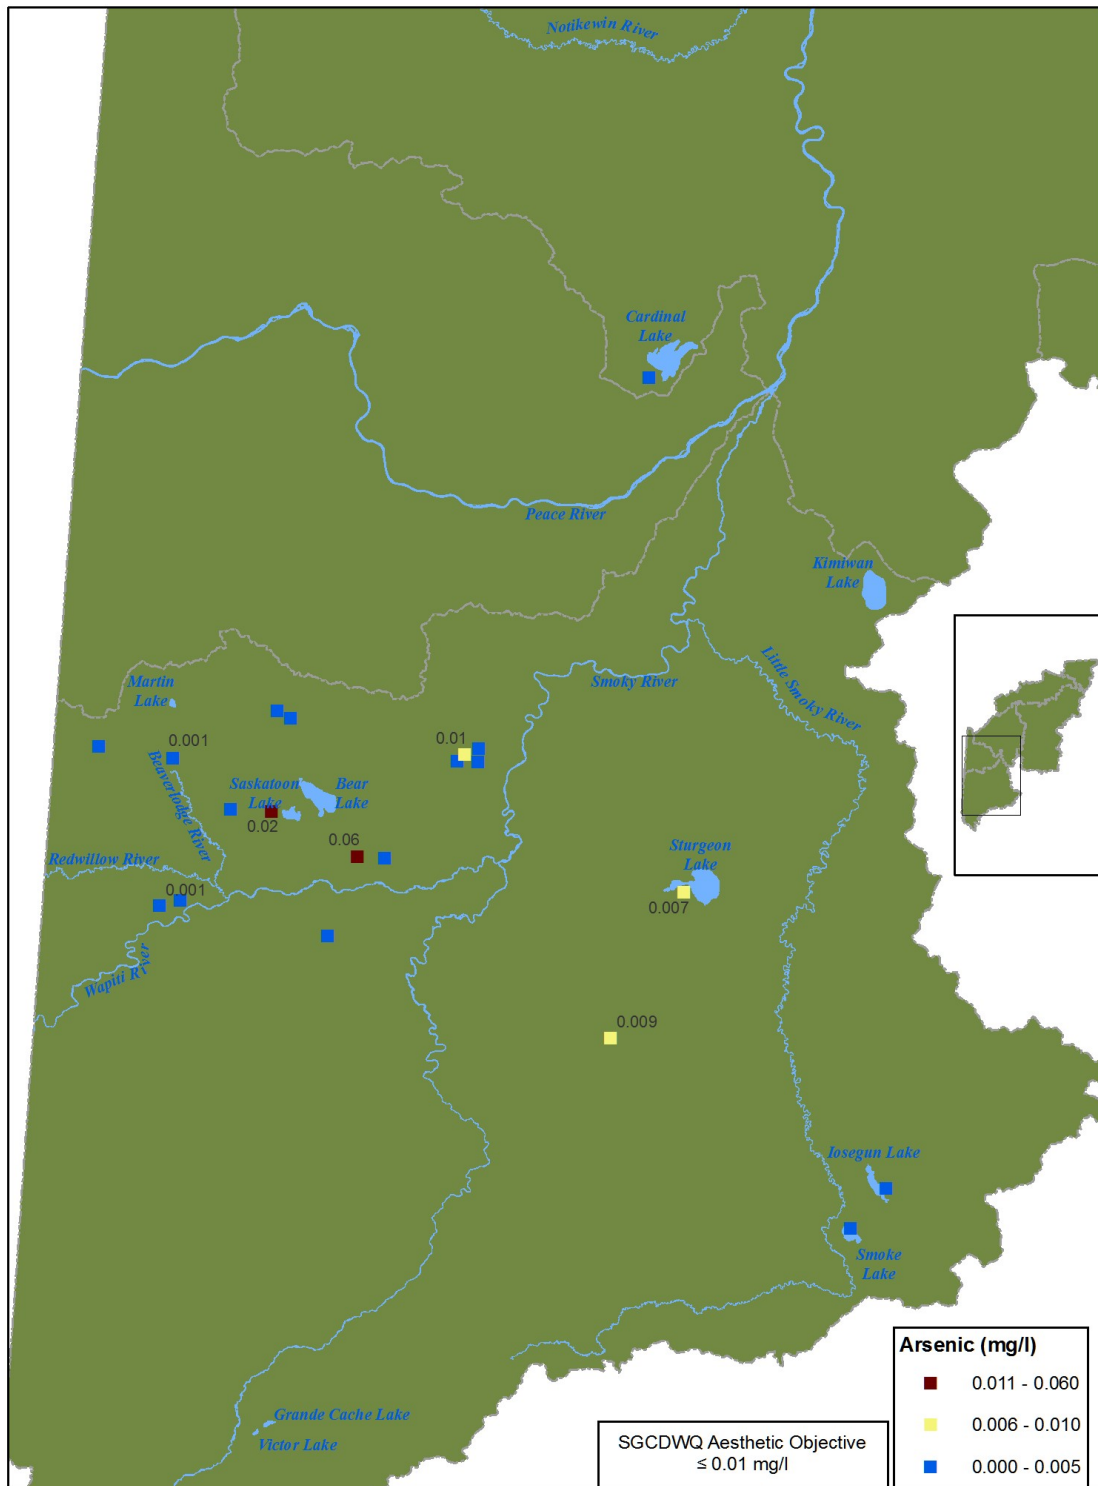 Notikewin River
Cardinal
Lake
Peace River
Kimiwan
Lake
Smoky River
Little Smoky River
Martin
Lake
0.001
0.01
Beaverlodge River
Saskatoon
Lake
Bear
Lake
0.02
0.06
Redwillow River
Sturgeon
Lake
0.001
0.007
Wapiti River
0.009
Iosegun Lake
Smoke
Lake
Grande Cache Lake
Victor Lake
SGCDWQ Aesthetic Objective
≤ 0.01 mg/l
Arsenic (mg/l)
0.011 - 0.060
0.006 - 0.010
0.000 - 0.005